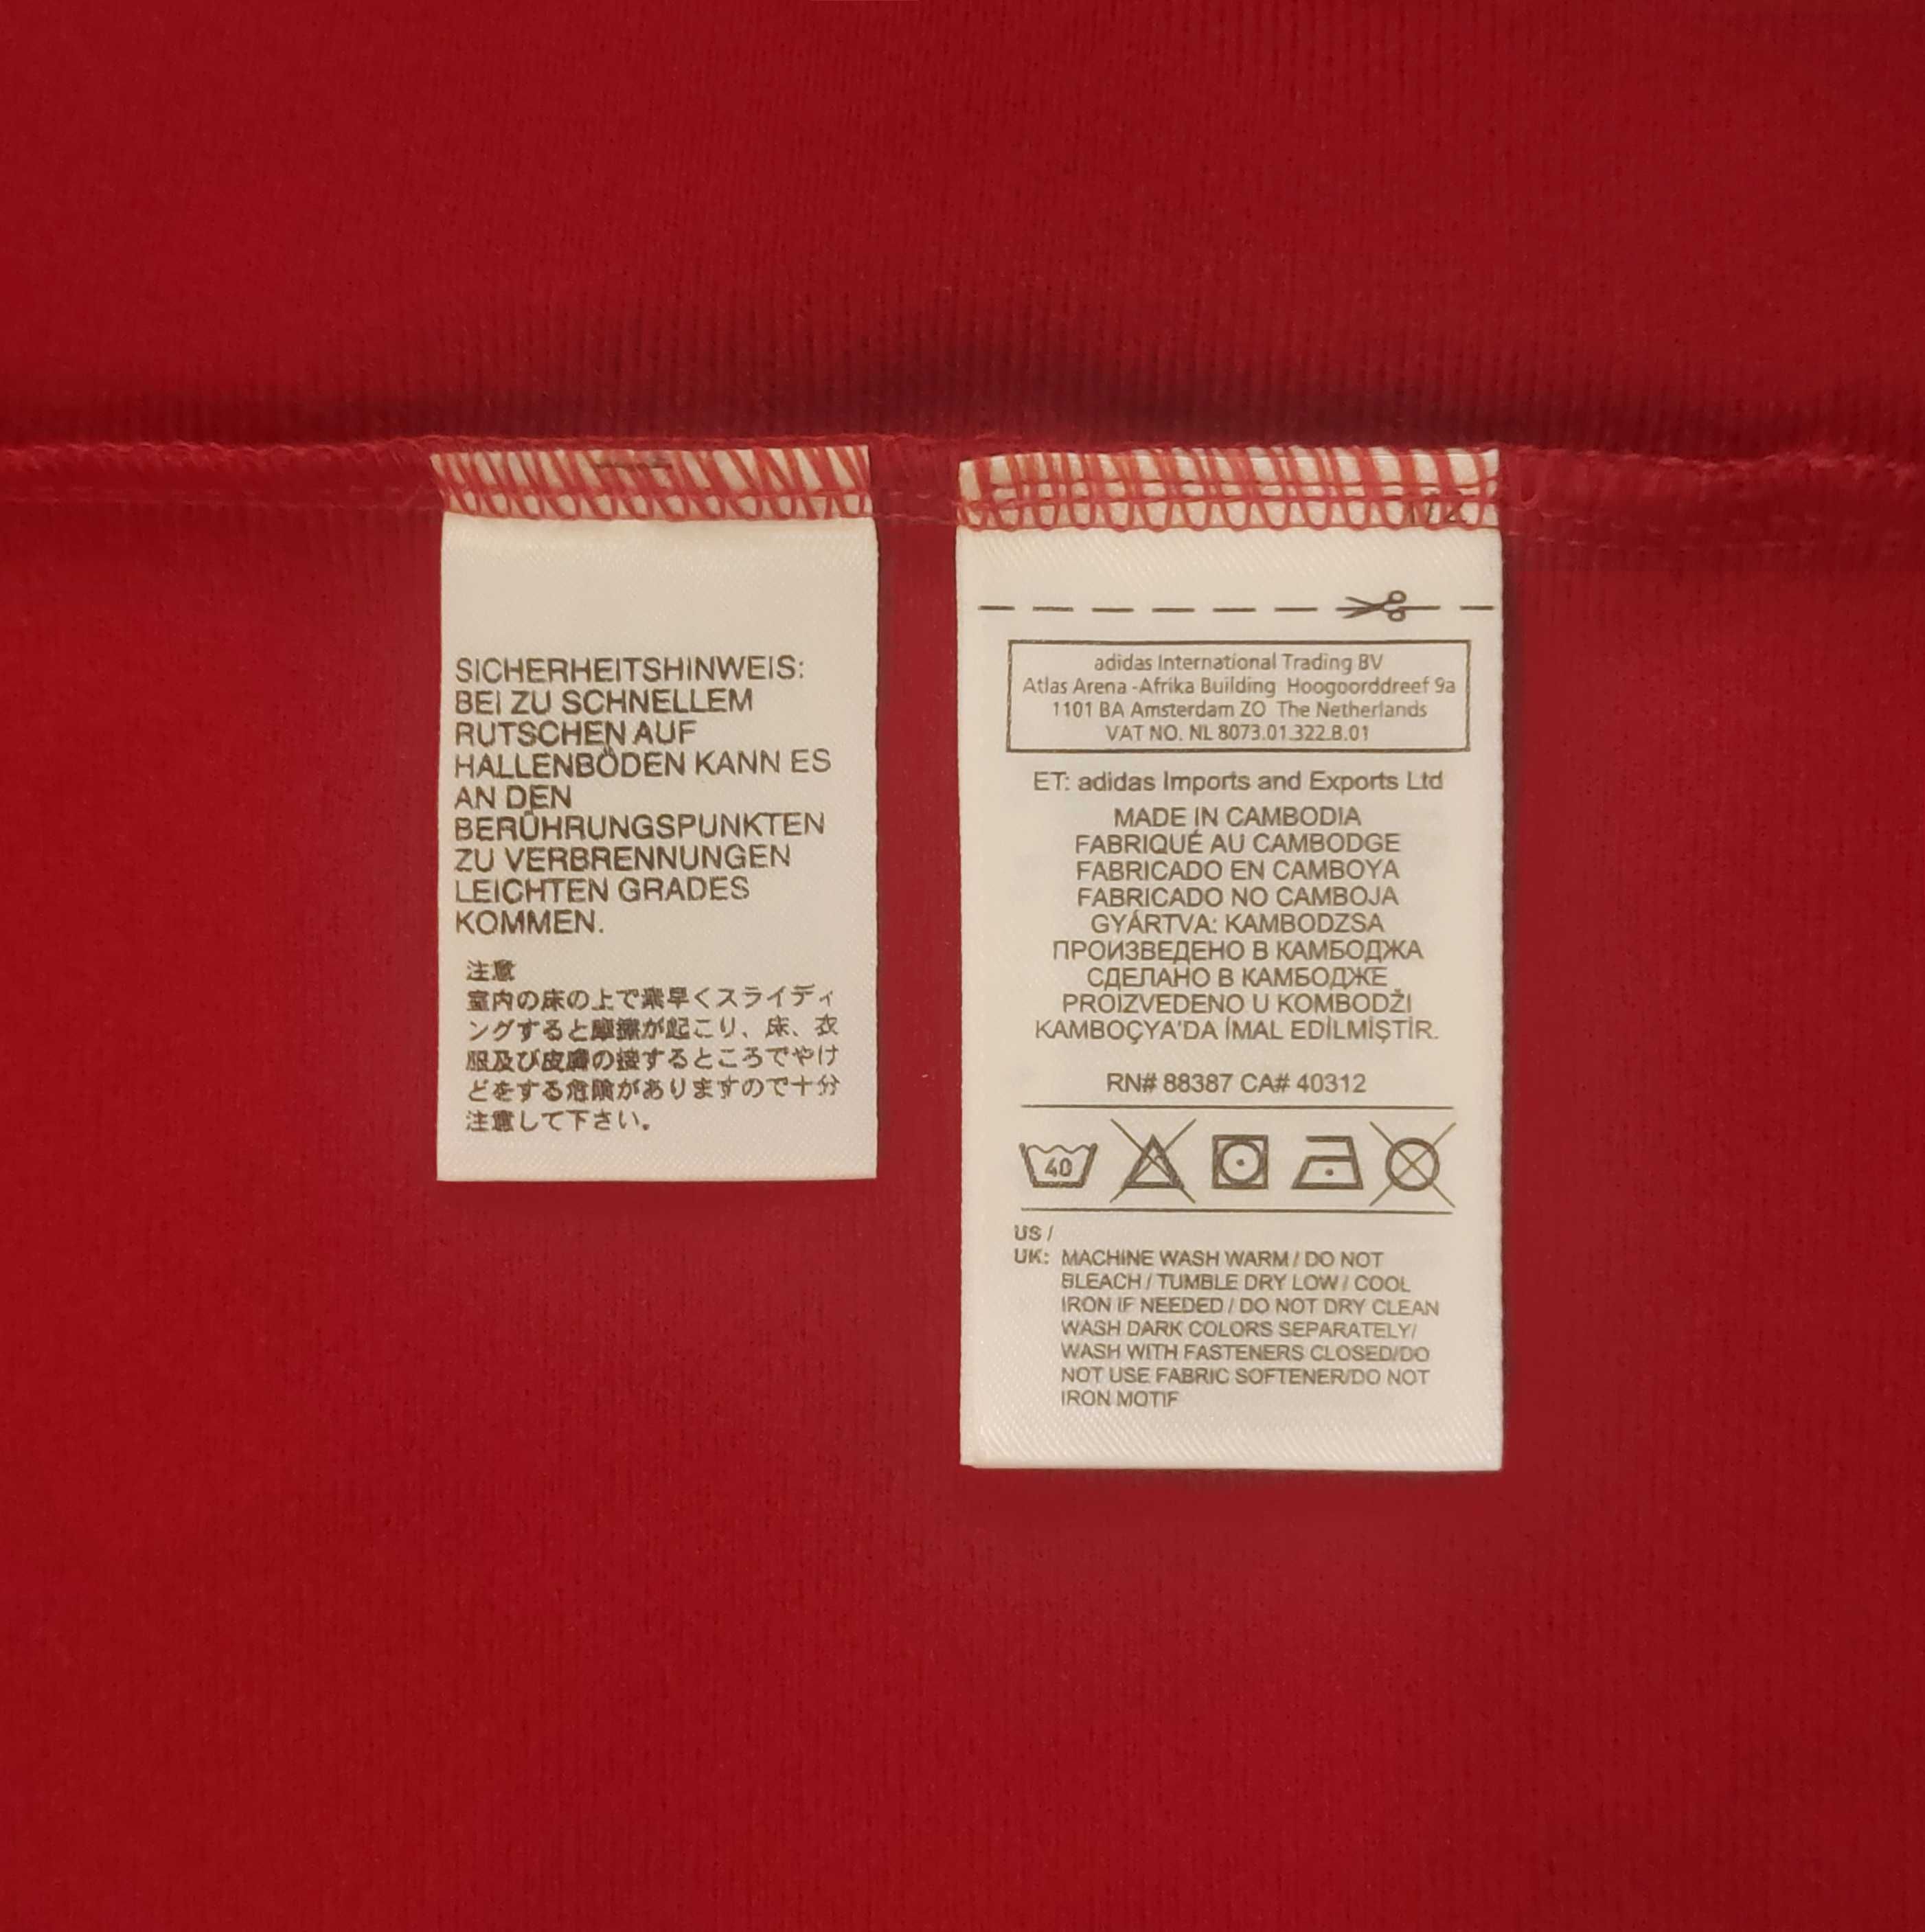 SICHERHEITSHINWEIS:
BEI ZU SCHNELLEM
RUTSCHEN AUF
HALLENBÖDEN KANN ES
AN DEN
BERÜHRUNGSPUNKTEN
ZU VERBRENNUNGEN
LEICHTEN GRADES
KOMMEN.
注意
室内の床の上で素早くスライディ
ングすると摩擦が起こり、床、衣
服及び皮膚の接するところでやけ
どをする危険がありますので十分
注意して下さい。
adidas International Trading BV
Atlas Arena -Afrika Building Hoogoorddreef 9a
1101 BA Amsterdam ZO The Netherlands
VAT NO. NL 8073.01.322.B.01
ET: adidas Imports and Exports Ltd
MADE IN CAMBODIA
FABRIQUÉ AU CAMBODGE
FABRICADO EN CAMBOYA
FABRICADO NO CAMBOJA
GYÁRTVA: KAMBODZSA
ПРОИЗВЕДЕНО В КАМБОДЖА
СДЕЛАНО В КАМБОДЖЕ
PROIZVEDENO U KOMBODŽI
KAMBOÇYA'DA İMAL EDİLMİŞTİR.
RN# 88387 CA# 40312
40
US /
UK: MACHINE WASH WARM / DO NOT
BLEACH / TUMBLE DRY LOW / COOL
IRON IF NEEDED / DO NOT DRY CLEAN
WASH DARK COLORS SEPARATELY/
WASH WITH FASTENERS CLOSED/DO
NOT USE FABRIC SOFTENER/DO NOT
IRON MOTIF